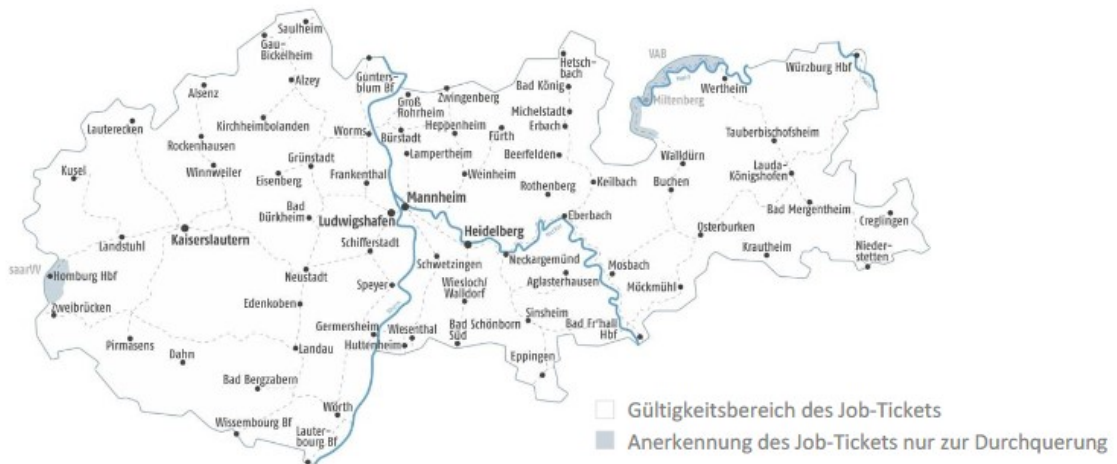 Saulheim
Gau-
Bickelheim
Alzey
Alsenz
Günters-
blum Bf
Lauterecken
Kirchheimbolanden
Rockenhausen
Worms
Kusel
Winnweiler
Grünstadt
Eisenberg
Frankenthal
Bad
Dürkheim
Ludwigshafen
Mannheim
Landstuhl
Kaiserslautern
Schifferstadt
saarVV
Homburg Hbf
Neustadt
Speyer
Zweibrücken
Edenkoben
Germersheim
Pirmasens
Dahn
Landau
Bad Bergzabern
Wörth
Wissembourg Bf
Lauter-
bourg Bf
Groß
Rohrheim
Zwingenberg
Bürstadt
Heppenheim
Fürth
Lampertheim
Weinheim
Hetsch-
bach
Bad König
Michelstadt
Erbach
Beerfelden
Rothenberg
Keilbach
Eberbach
Heidelberg
Neckargemünd
Schwetzingen
Wiesloch/
Walldorf
Aglasterhausen
Mosbach
Möckmühl
Sinsheim
Bad Fr'hall
Hbf
Wiesenthal
Huttenheim
Bad Schönborn
Süd
Eppingen
VAB
Miltenberg
Wertheim
Würzburg Hbf
Tauberbischofsheim
Walldürn
Buchen
Lauda-
Königshofen
Bad Mergentheim
Creglingen
Osterburken
Krautheim
Nieder-
stetten
Gültigkeitsbereich des Job-Tickets
Anerkennung des Job-Tickets nur zur Durchquerung